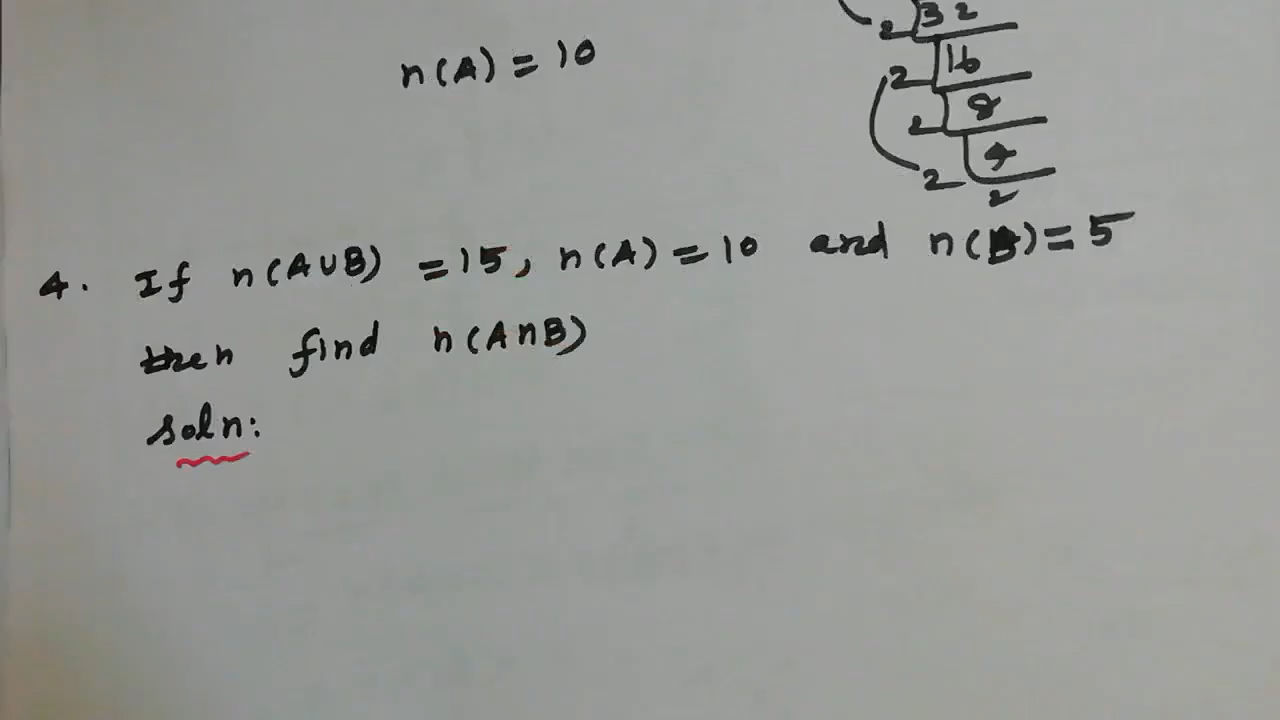 n(A) = 10
2 32
2 16
2 8
2 4
2
4. If n(A∪B) = 15, n(A) = 10 and n(B) = 5
then find n(A∩B)
soln: